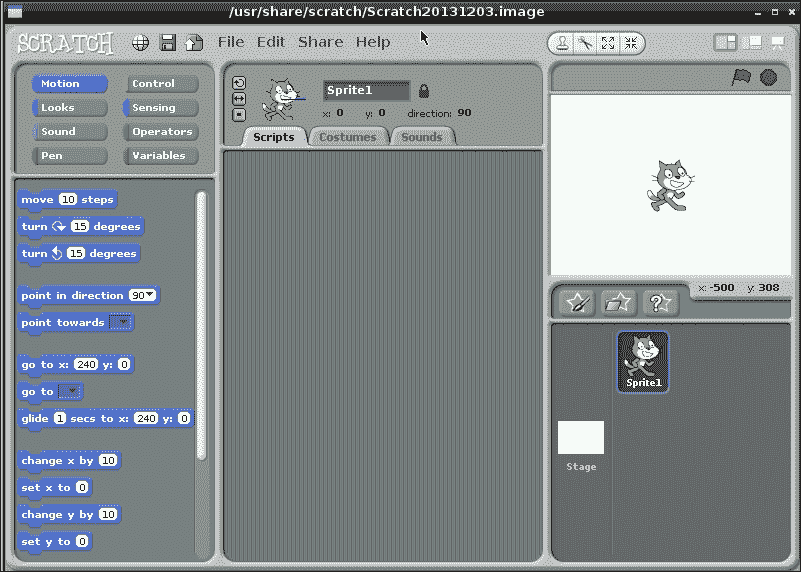 /usr/share/scratch/Scratch20131203.image
SCRATCH File Edit Share Help
Motion Control
Looks Sensing
Sound Operators
Pen Variables
Sprite1
x: 0 y: 0 direction: 90
Scripts Costumes Sounds
move 10 steps
turn 15 degrees
turn 15 degrees
point in direction 90
point towards
go to x: 240 y: 0
go to
glide 1 secs to x: 240 y: 0
change x by 10
set x to 0
change y by 10
set y to 0
x: -500 y: 308
?
Sprite1
Stage